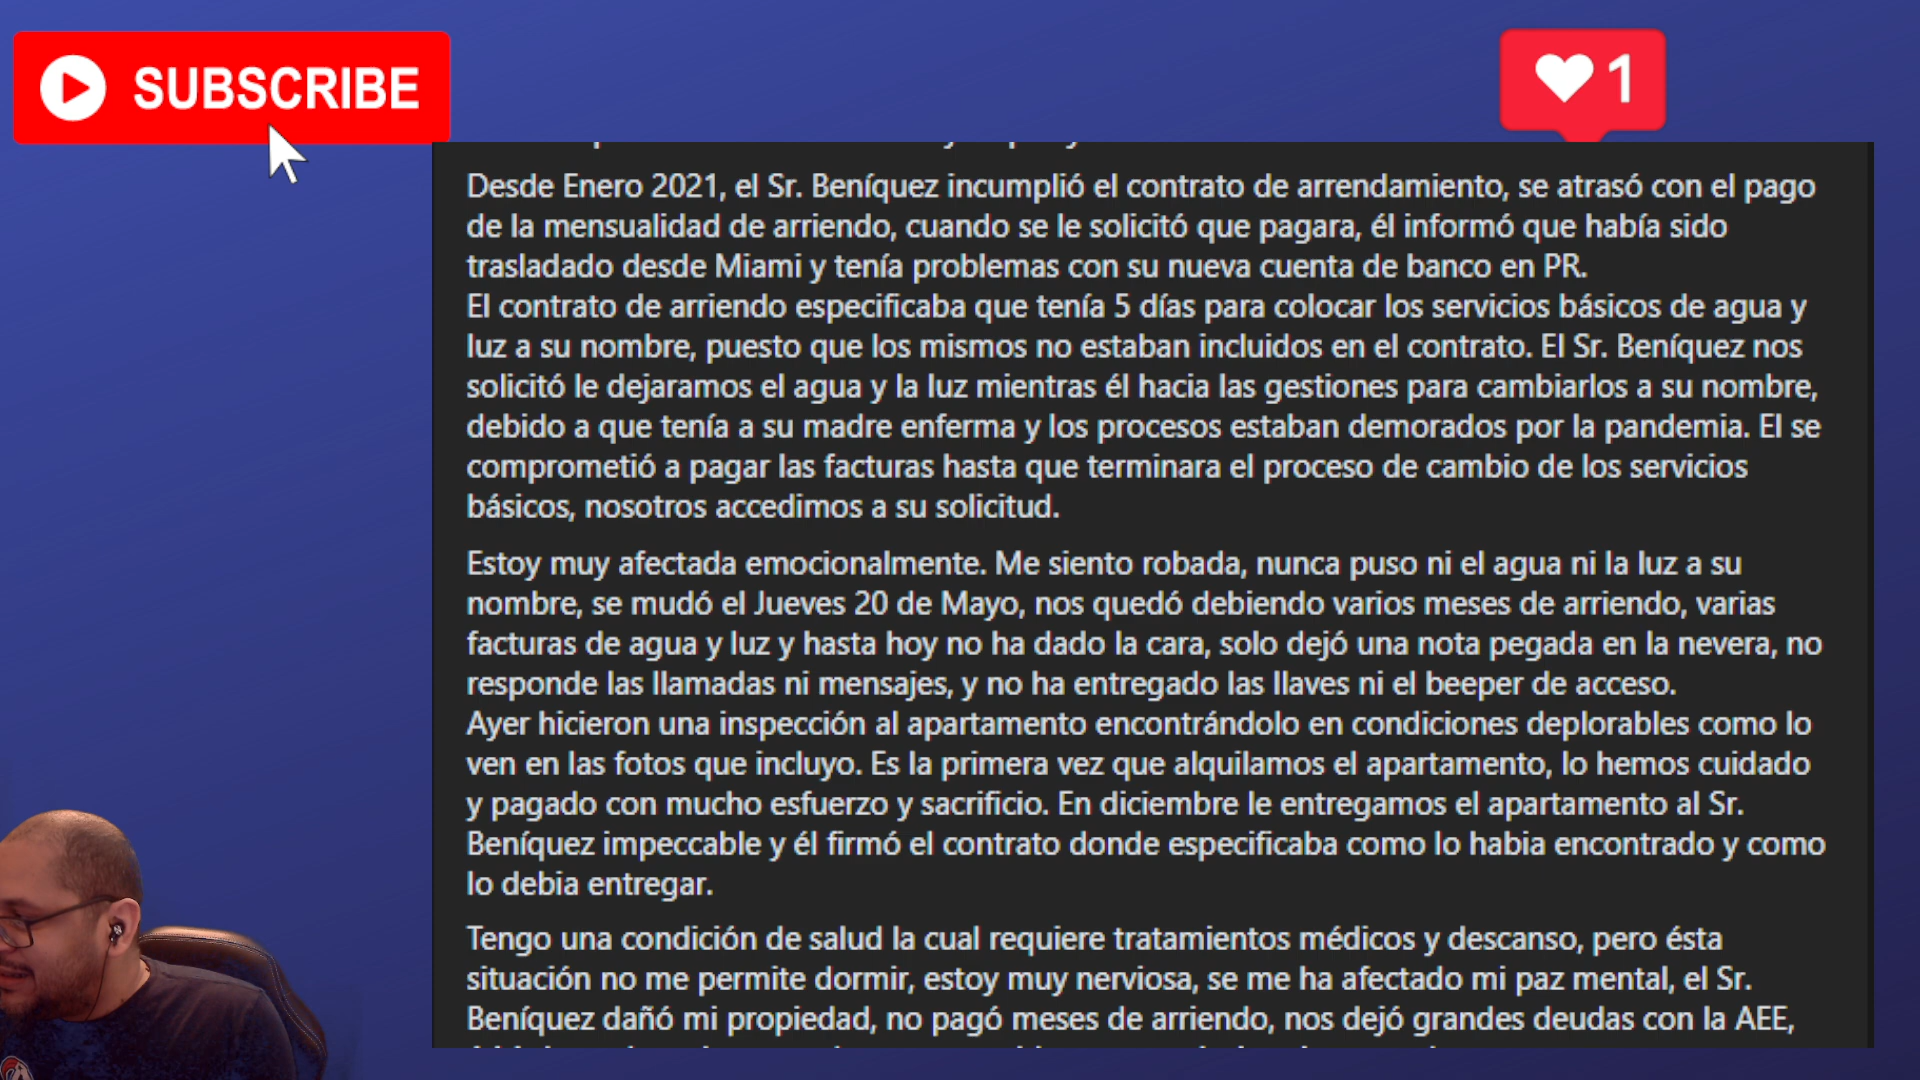 SUBSCRIBE
1
Desde Enero 2021, el Sr. Beníquez incumplió el contrato de arrendamiento, se atrasó con el pago
de la mensualidad de arriendo, cuando se le solicitó que pagara, él informó que había sido
trasladado desde Miami y tenía problemas con su nueva cuenta de banco en PR.
El contrato de arriendo especificaba que tenía 5 días para colocar los servicios básicos de agua y
luz a su nombre, puesto que los mismos no estaban incluidos en el contrato. El Sr. Beníquez nos
solicitó le dejaramos el agua y la luz mientras él hacia las gestiones para cambiarlos a su nombre,
debido a que tenía a su madre enferma y los procesos estaban demorados por la pandemia. El se
comprometió a pagar las facturas hasta que terminara el proceso de cambio de los servicios
básicos, nosotros accedimos a su solicitud.
Estoy muy afectada emocionalmente. Me siento robada, nunca puso ni el agua ni la luz a su
nombre, se mudó el Jueves 20 de Mayo, nos quedó debiendo varios meses de arriendo, varias
facturas de agua y luz y hasta hoy no ha dado la cara, solo dejó una nota pegada en la nevera, no
responde las llamadas ni mensajes, y no ha entregado las llaves ni el beeper de acceso.
Ayer hicieron una inspección al apartamento encontrándolo en condiciones deplorables como lo
ven en las fotos que incluyo. Es la primera vez que alquilamos el apartamento, lo hemos cuidado
y pagado con mucho esfuerzo y sacrificio. En diciembre le entregamos el apartamento al Sr.
Beníquez impeccable y él firmó el contrato donde especificaba como lo habia encontrado y como
lo debia entregar.
Tengo una condición de salud la cual requiere tratamientos médicos y descanso, pero ésta
situación no me permite dormir, estoy muy nerviosa, se me ha afectado mi paz mental, el Sr.
Beníquez dañó mi propiedad, no pagó meses de arriendo, nos dejó grandes deudas con la AEE,